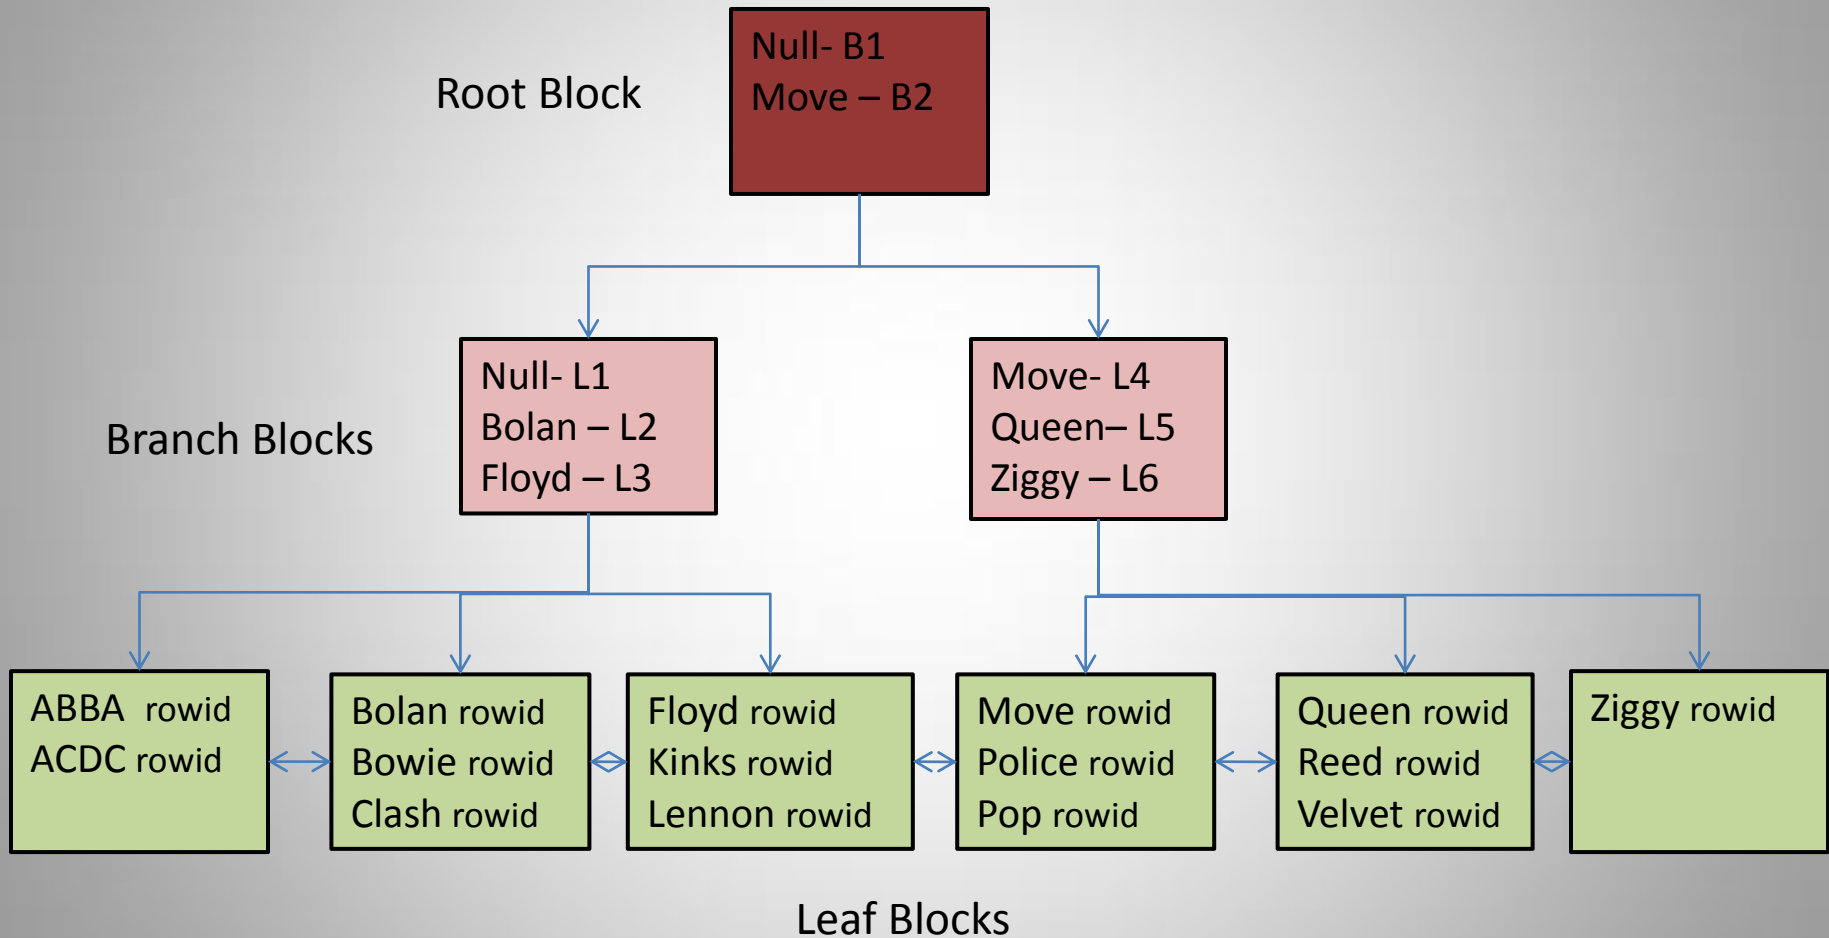 Root Block
Null- B1
Move – B2
Branch Blocks
Null- L1
Bolan – L2
Floyd – L3
Move- L4
Queen– L5
Ziggy – L6
ABBA rowid
ACDC rowid
Bolan rowid
Bowie rowid
Clash rowid
Floyd rowid
Kinks rowid
Lennon rowid
Move rowid
Police rowid
Pop rowid
Queen rowid
Reed rowid
Velvet rowid
Ziggy rowid
Leaf Blocks